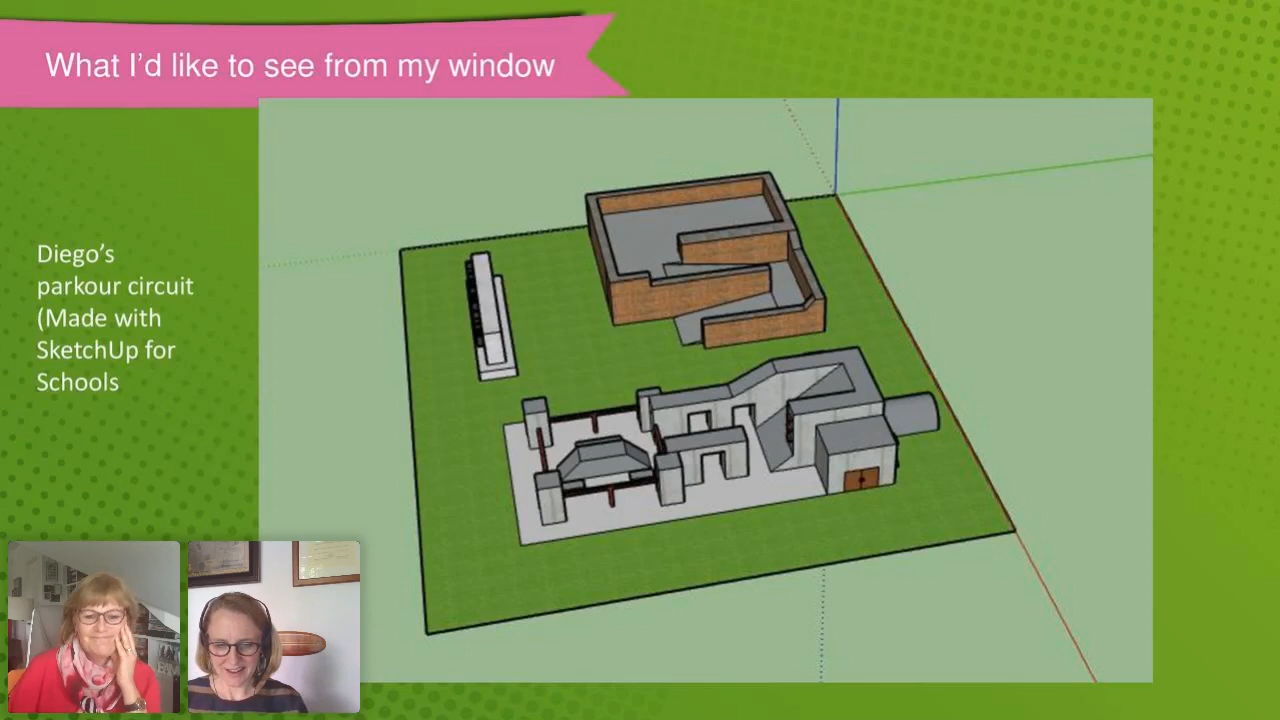 What I'd like to see from my window
Diego's
parkour circuit
(Made with
SketchUp for
Schools